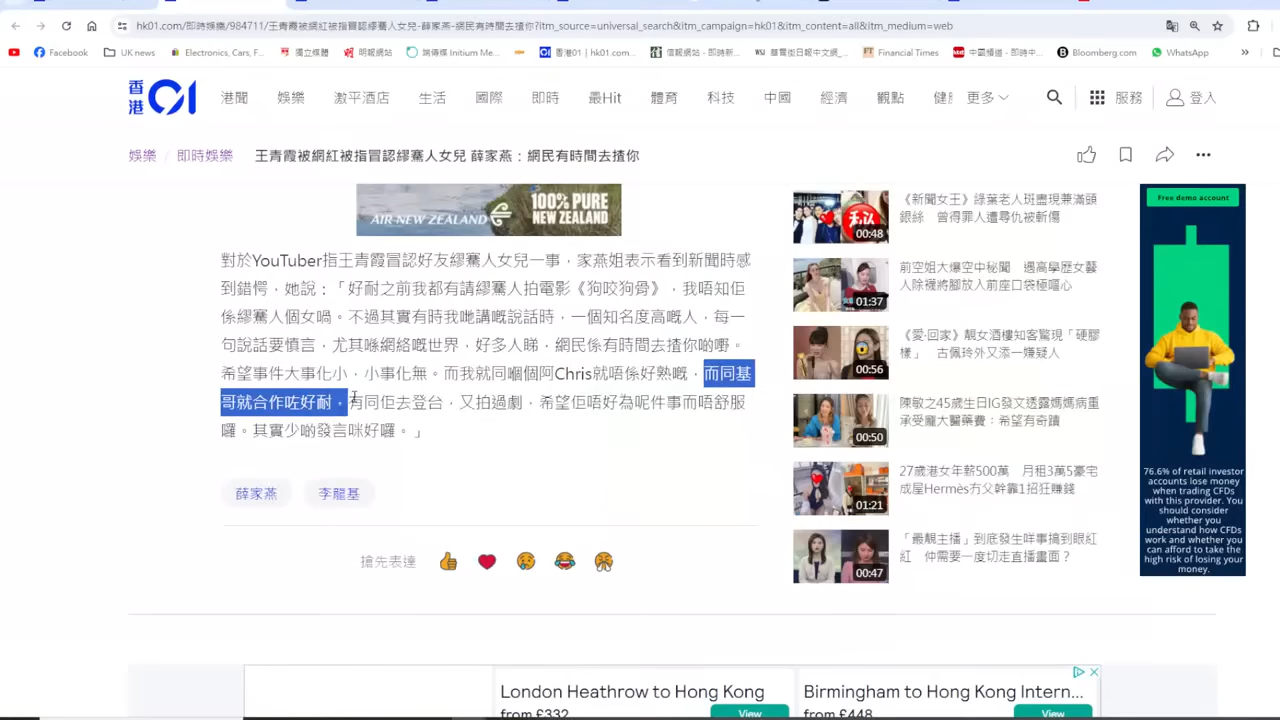 hk01.com/即時娛樂/984711/王青霞被網紅被指冒認繆騫人女兒-薛家燕-網民有時間去揸你?itm_source=universal_search&itm_campaign=hk01&itm_content=all&itm_medium=web
Facebook
UK news
Electronics, Cars, F...
獨立媒體
明報網站
端傳媒 Initium Me...
香港01 | hk01.com...
信報網站 - 即時新...
華爾街日報中文網_...
Financial Times
中國頻道 - 即時中...
Bloomberg.com
WhatsApp
»
香港01 港聞 娛樂 激平酒店 生活 國際 即時 最Hit 體育 科技 中國 經濟 觀點 更多 服務 登入
娛樂 / 即時娛樂 王青霞被網紅被指冒認繆騫人女兒 薛家燕：網民有時間去揸你
AIR NEW ZEALAND
100% PURE
NEW ZEALAND
對於YouTuber指王青霞冒認好友繆騫人女兒一事，家燕姐表示看到新聞時感
到錯愕，她說：「好耐之前我都有請繆騫人拍電影《狗咬狗骨》，我唔知佢
係繆騫人個女喎。不過其實有時我哋講嘅說話時，一個知名度高嘅人，每一
句說話要慎言，尤其喺網絡嘅世界，好多人睇，網民係有時間去揸你啲嘢。
希望事件大事化小，小事化無。而我就同嗰個阿Chris就唔係好熟嘅，而同基
哥就合作咗好耐，有同佢去登台，又拍過劇，希望佢唔好為呢件事而唔舒服
囉。其實少啲發言咪好囉。」
薛家燕
李龍基
搶先表達
00:48
《新聞女王》綠葉老人斑盡現兼滿頭
銀絲 曾得罪人遭尋仇被斬傷
01:37
前空姐大爆空中秘聞 遇高學歷女藝
人除襪將腳放入前座口袋極嘔心
00:56
《愛·回家》靚女酒樓知客驚現「硬膠
樣」 古佩玲外又添一嫌疑人
00:50
陳敏之45歲生日IG發文透露媽媽病重
承受龐大醫藥費：希望有奇蹟
01:21
27歲港女年薪500萬 月租3萬5豪宅
成屋Hermès冇父幹靠1招狂賺錢
00:47
「最靚主播」到底發生咩事搞到眼紅
紅 仲需要一度切走直播畫面？
Free demo account
76.6% of retail investor
accounts lose money
when trading CFDs
with this provider. You
should consider
whether you
understand how CFDs
work and whether you
can afford to take the
high risk of losing your
money.
London Heathrow to Hong Kong
from £332
View
Birmingham to Hong Kong Intern...
from £448
View